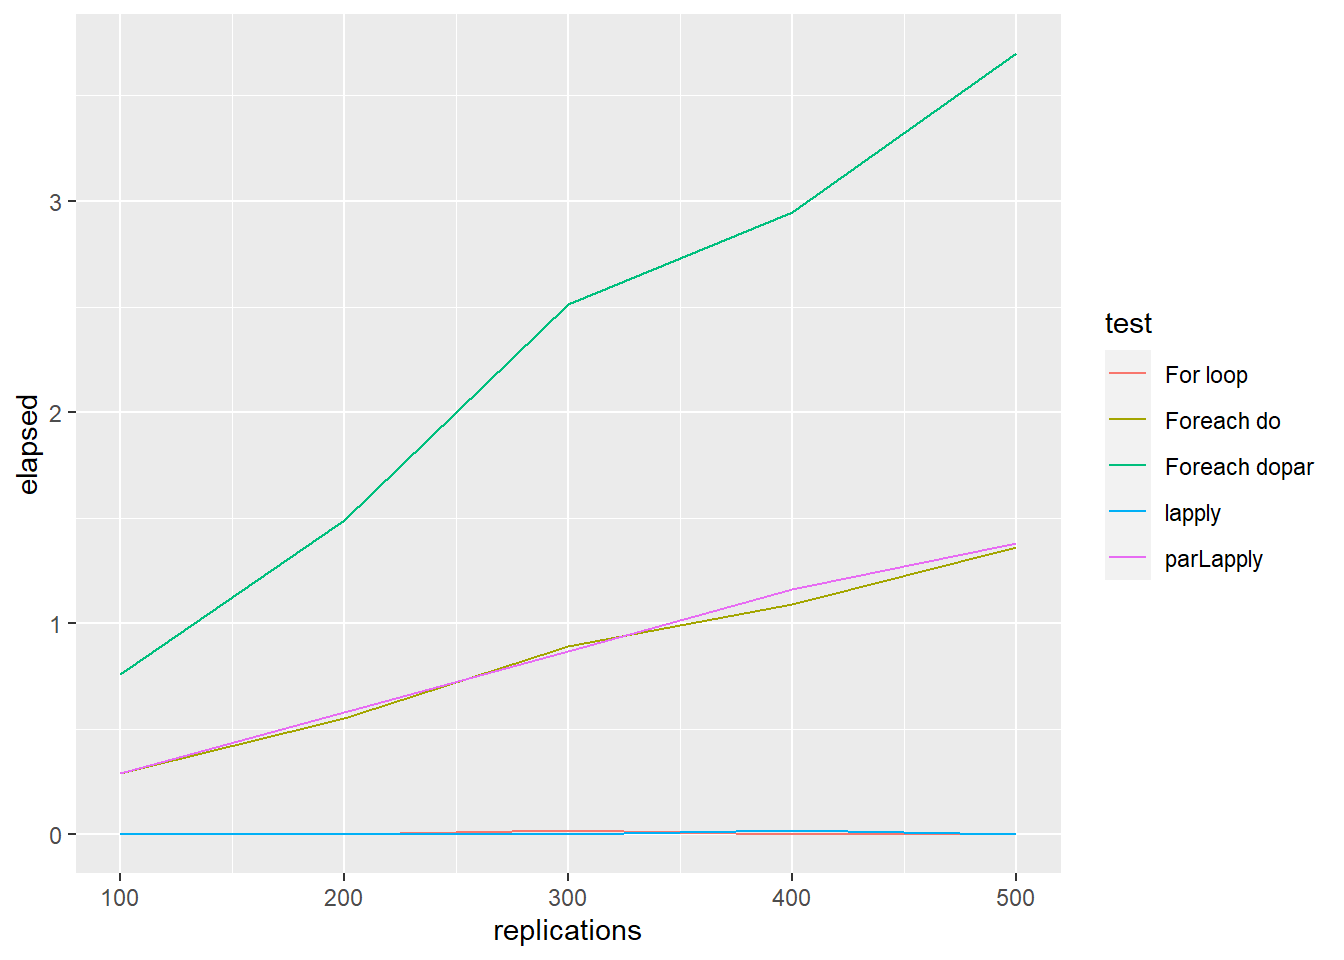 3
2
1
0
elapsed
100 200 300 400 500
replications
test
For loop
Foreach do
Foreach dopar
lapply
parLapply